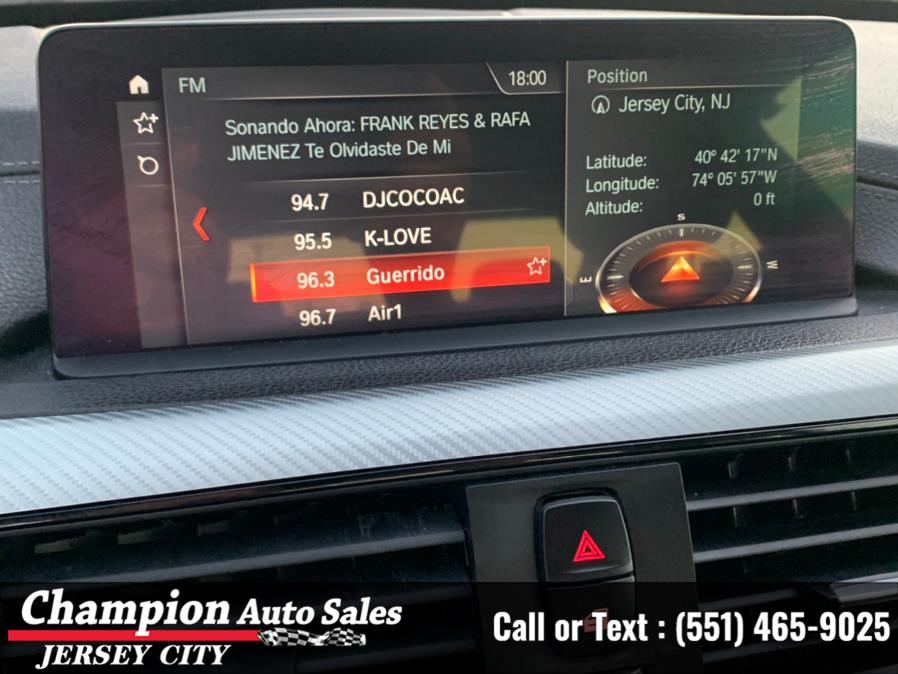 FM
18:00
Sonando Ahora: FRANK REYES & RAFA
JIMENEZ Te Olvidaste De Mi
94.7 DJCOCOAC
95.5 K-LOVE
96.3 Guerrido
96.7 Air1
Position
Jersey City, NJ
Latitude: 40° 42' 17"N
Longitude: 74° 05' 57"W
Altitude: 0 ft
S
E
W
Champion Auto Sales
JERSEY CITY
Call or Text : (551) 465-9025